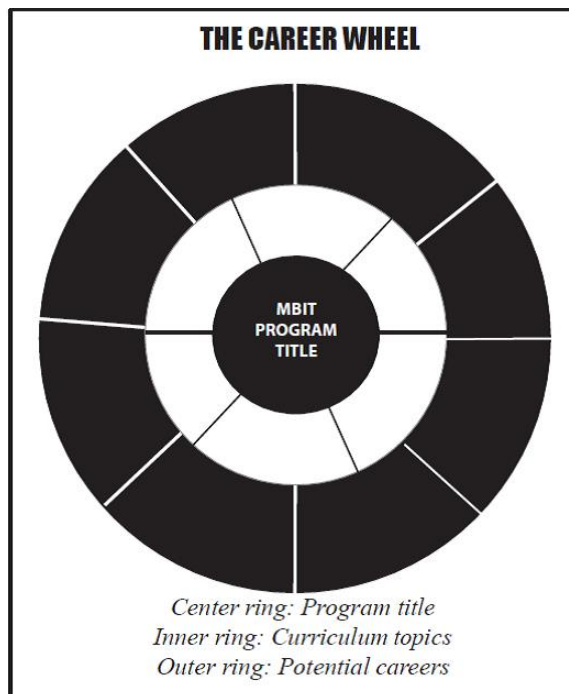 THE CAREER WHEEL
MBIT
PROGRAM
TITLE
Center ring: Program title
Inner ring: Curriculum topics
Outer ring: Potential careers